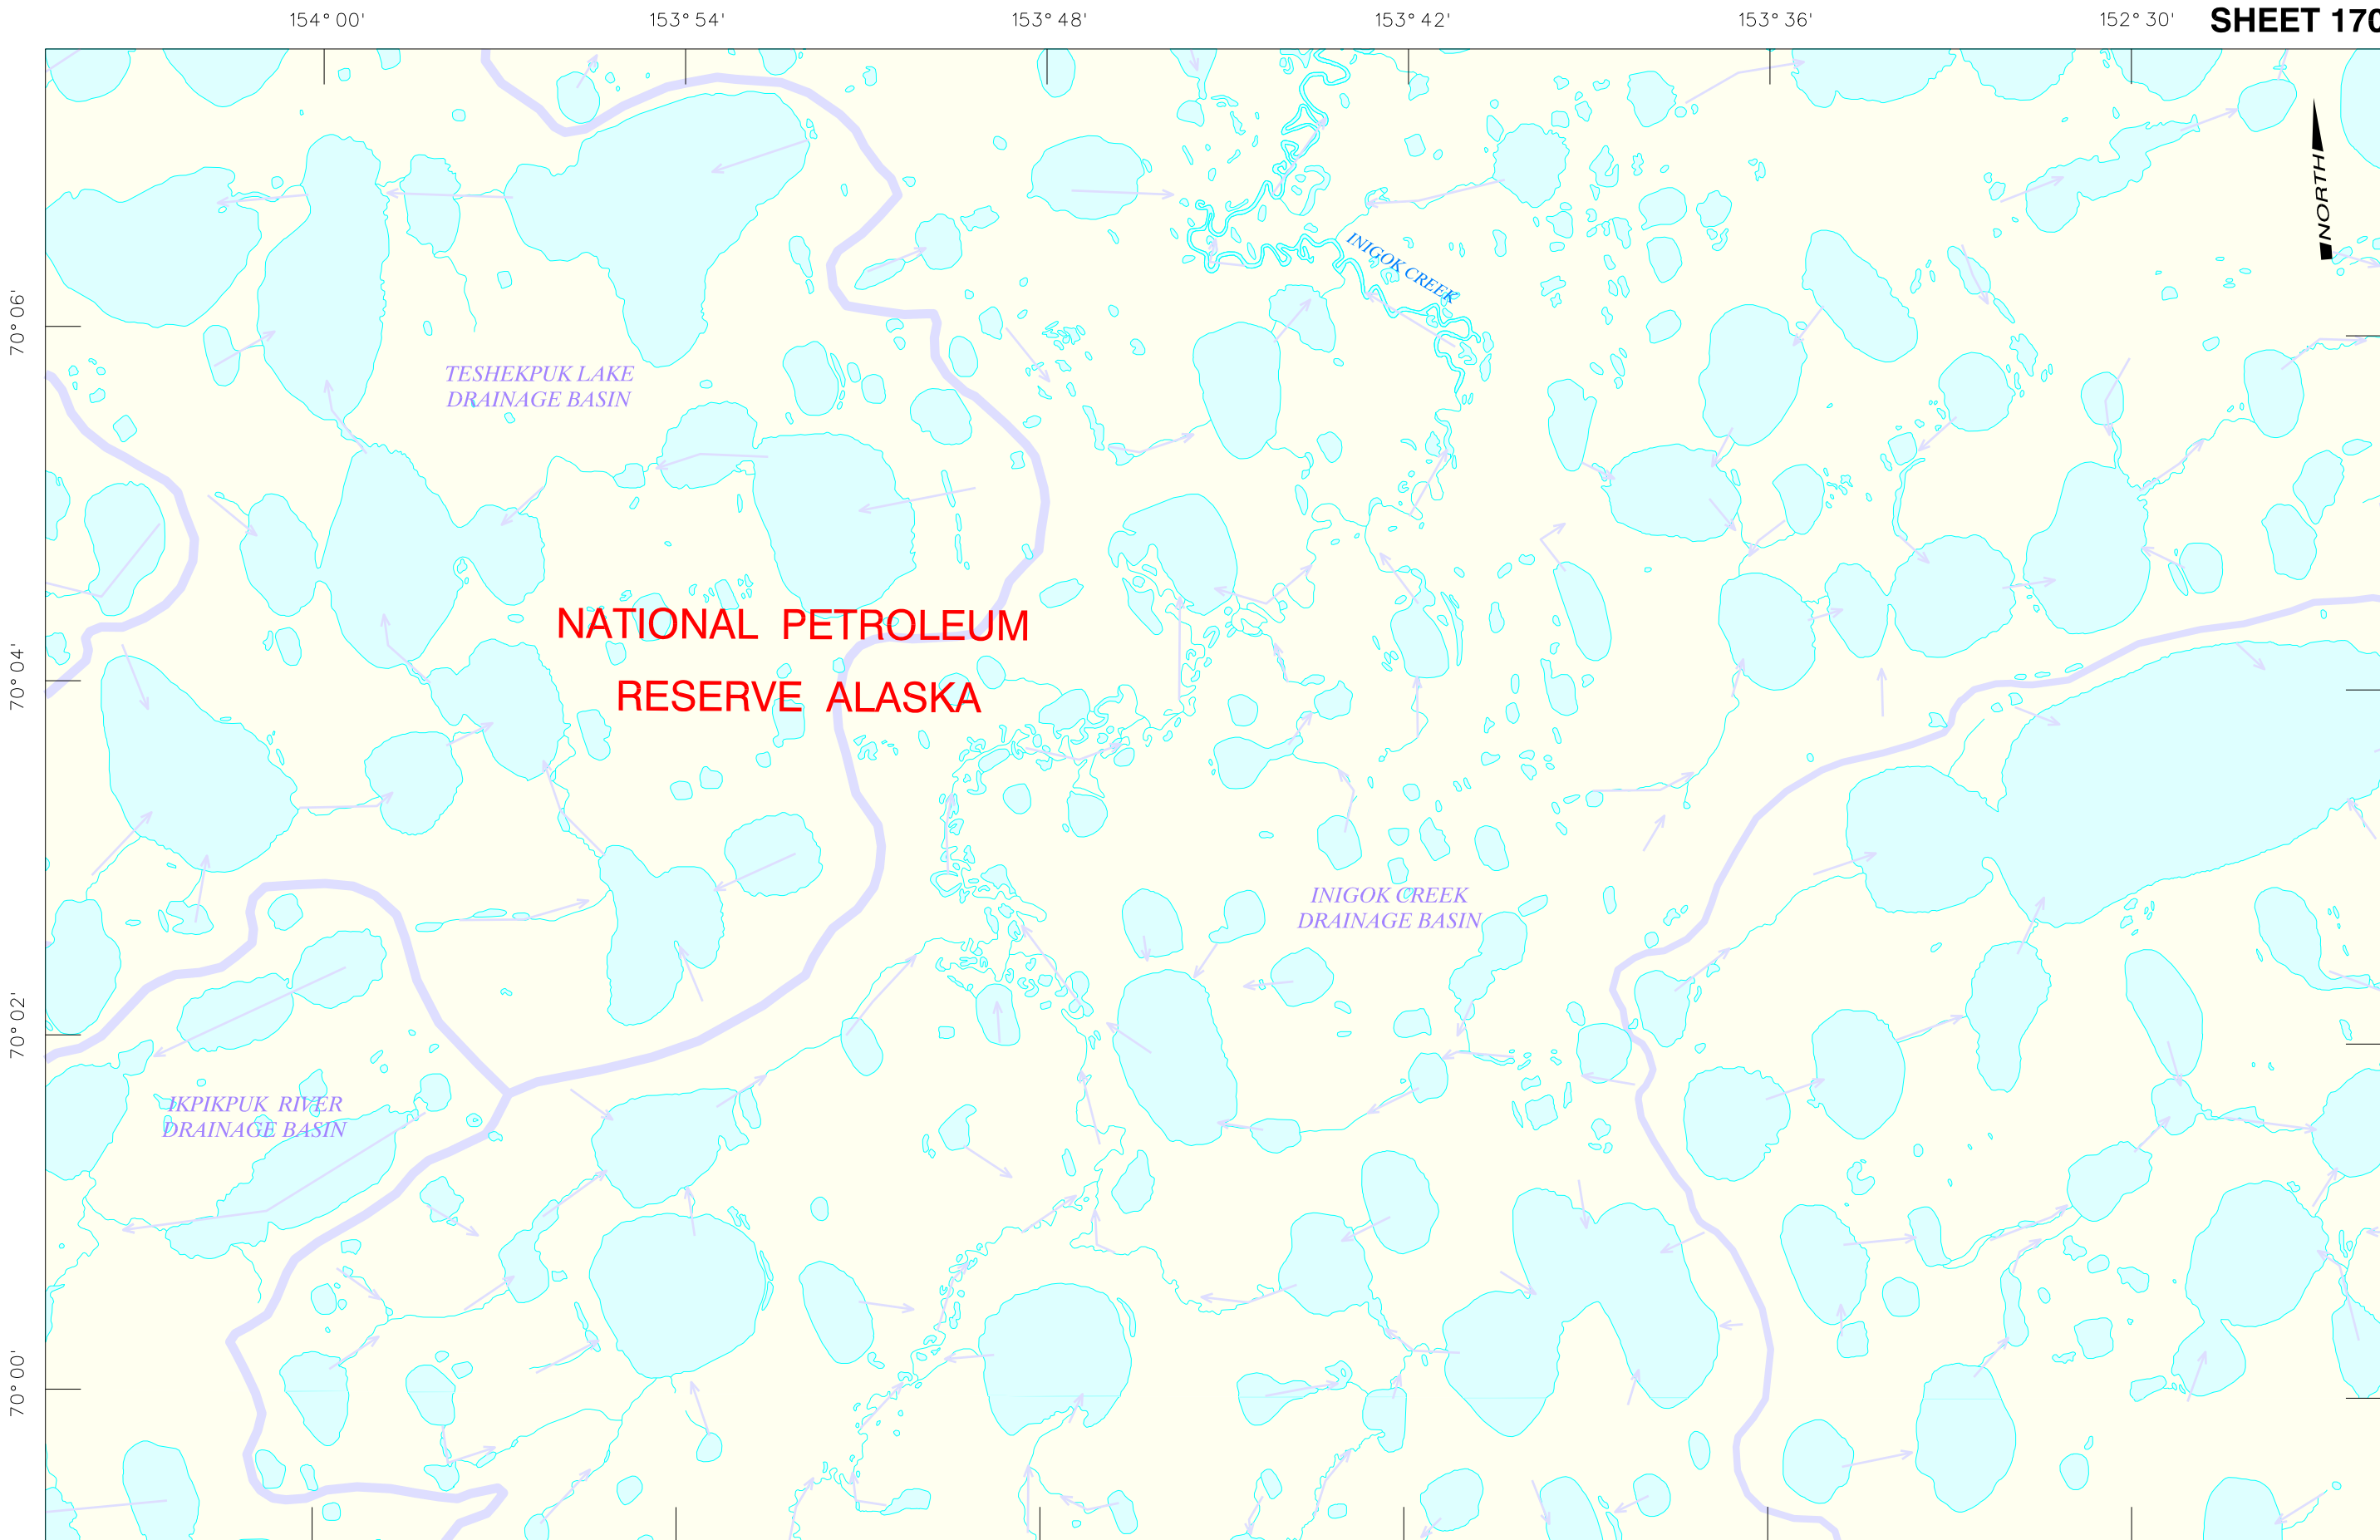 154° 00' 153° 54' 153° 48' 153° 42' 153° 36' 152° 30' SHEET 170
NORTH
INIGOK CREEK
70° 06'
TESHEKPUK LAKE
DRAINAGE BASIN
NATIONAL PETROLEUM
70° 04'
RESERVE ALASKA
INIGOK CREEK
DRAINAGE BASIN
70° 02'
IKPIKPUK RIVER
DRAINAGE BASIN
70° 00'